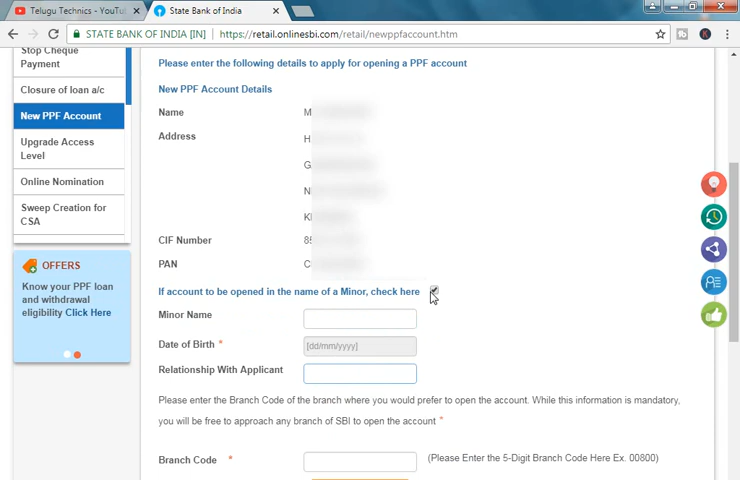 Telugu Technics - YouTu
State Bank of India
STATE BANK OF INDIA [IN]
https://retail.onlinesbi.com/retail/newppfaccount.htm
Stop Cheque
Payment
Closure of loan a/c
New PPF Account
Upgrade Access
Level
Online Nomination
Sweep Creation for
CSA
OFFERS
Know your PPF loan
and withdrawal
eligibility Click Here
Please enter the following details to apply for opening a PPF account
New PPF Account Details
Name M
Address H
G
N
K
CIF Number 85
PAN C
If account to be opened in the name of a Minor, check here
Minor Name
Date of Birth * [dd/mm/yyyy]
Relationship With Applicant
Please enter the Branch Code of the branch where you would prefer to open the account. While this information is mandatory,
you will be free to approach any branch of SBI to open the account *
Branch Code * (Please Enter the 5-Digit Branch Code Here Ex. 00800)